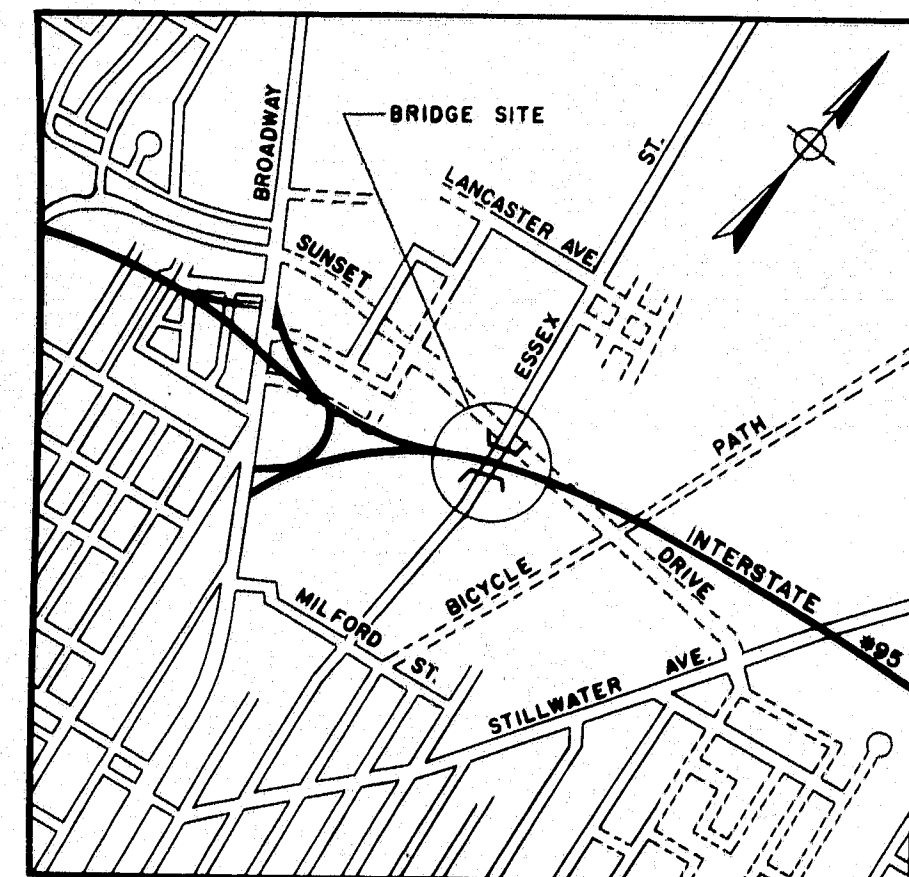 BRIDGE SITE
BROADWAY
ST.
LANCASTER AVE.
SUNSET
ESSEX
PATH
INTERSTATE
#95
DRIVE
BICYCLE
MILFORD
ST.
STILLWATER AVE.